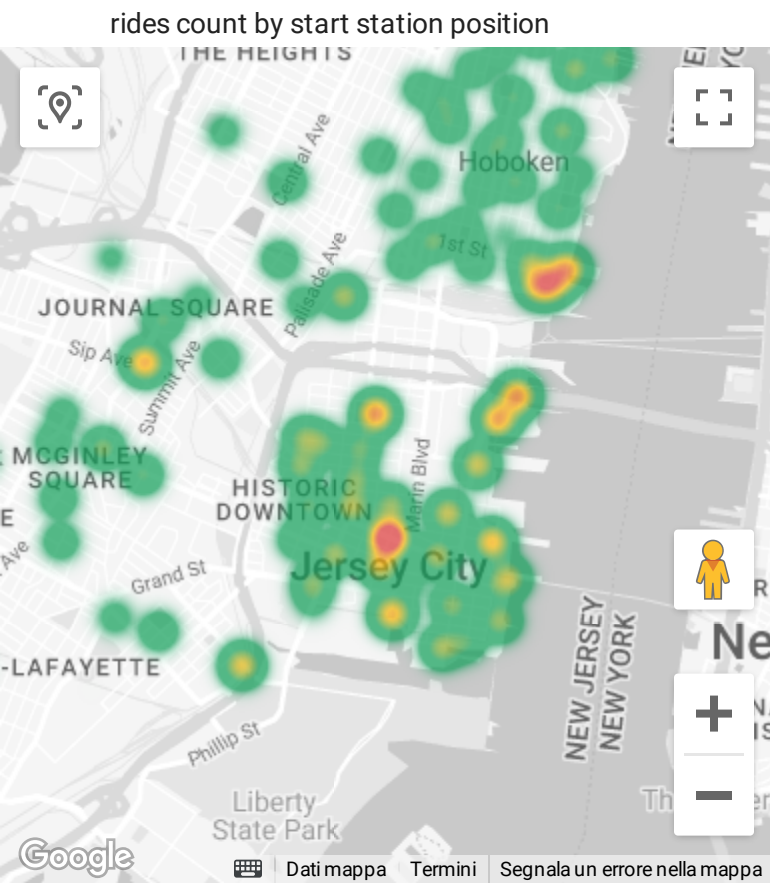 rides count by start station position
THE HEIGHTS
Central Ave
Hoboken
1st St
Palisade Ave
JOURNAL SQUARE
Sip Ave
Summit Ave
MCGINLEY
SQUARE
Marin Blvd
HISTORIC
DOWNTOWN
E
Ave
Jersey City
Grand St
-LAFAYETTE
NEW JERSEY
NEW YORK
Ne
Phillip St
Liberty
State Park
Th
Google
Dati mappa
Termini
Segnala un errore nella mappa